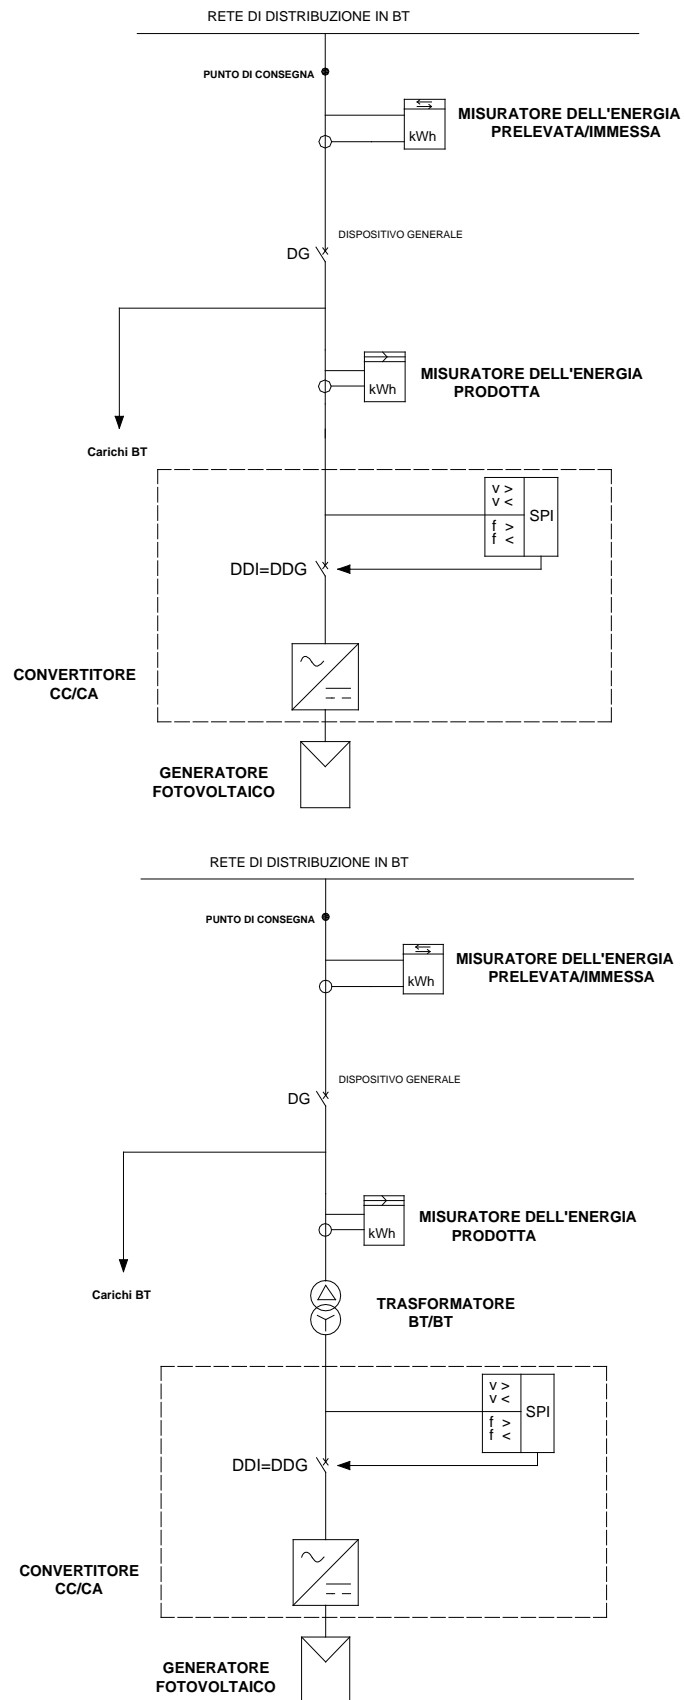 RETE DI DISTRIBUZIONE IN BT
PUNTO DI CONSEGNA
MISURATORE DELL'ENERGIA
PRELEVATA/IMMESSA
kWh
DISPOSITIVO GENERALE
DG
MISURATORE DELL'ENERGIA
PRODOTTA
kWh
Carichi BT
v >
v <
SPI
f >
f <
DDI=DDG
CONVERTITORE
CC/CA
GENERATORE
FOTOVOLTAICO
RETE DI DISTRIBUZIONE IN BT
PUNTO DI CONSEGNA
MISURATORE DELL'ENERGIA
PRELEVATA/IMMESSA
kWh
DISPOSITIVO GENERALE
DG
MISURATORE DELL'ENERGIA
PRODOTTA
kWh
Carichi BT
TRASFORMATORE
BT/BT
v >
v <
SPI
f >
f <
DDI=DDG
CONVERTITORE
CC/CA
GENERATORE
FOTOVOLTAICO